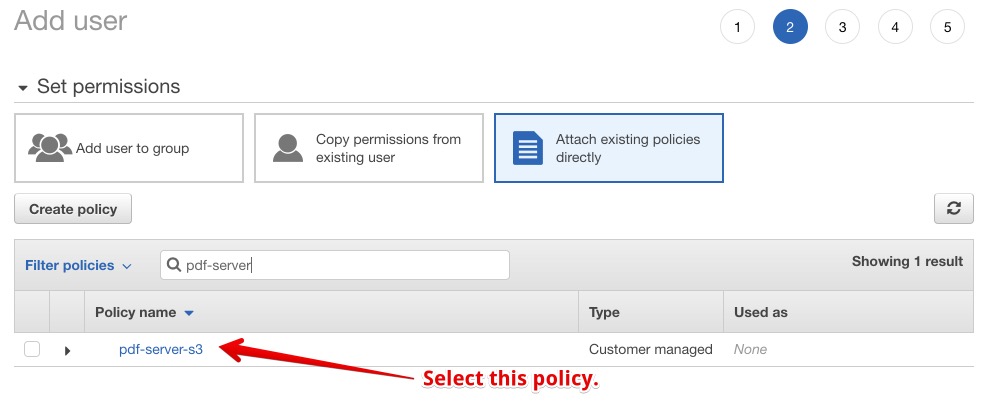 Add user
1 2 3 4 5
Set permissions
Add user to group
Copy permissions from
existing user
Attach existing policies
directly
Create policy
Filter policies
pdf-server
Showing 1 result
Policy name Type Used as
pdf-server-s3 Customer managed None
Select this policy.